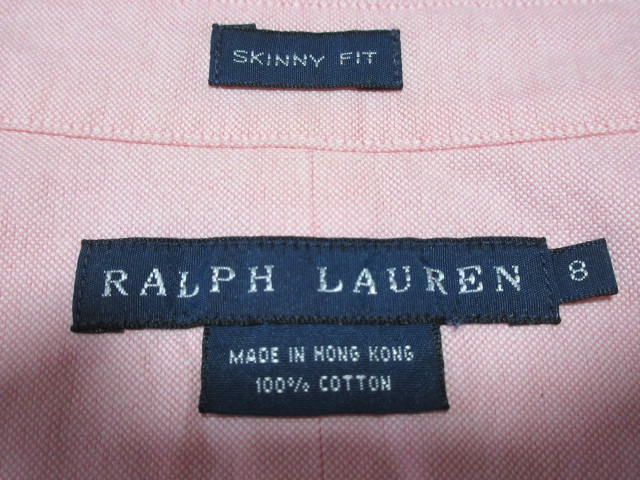 SKINNY FIT
RALPH LAUREN 8
MADE IN HONG KONG
100% COTTON